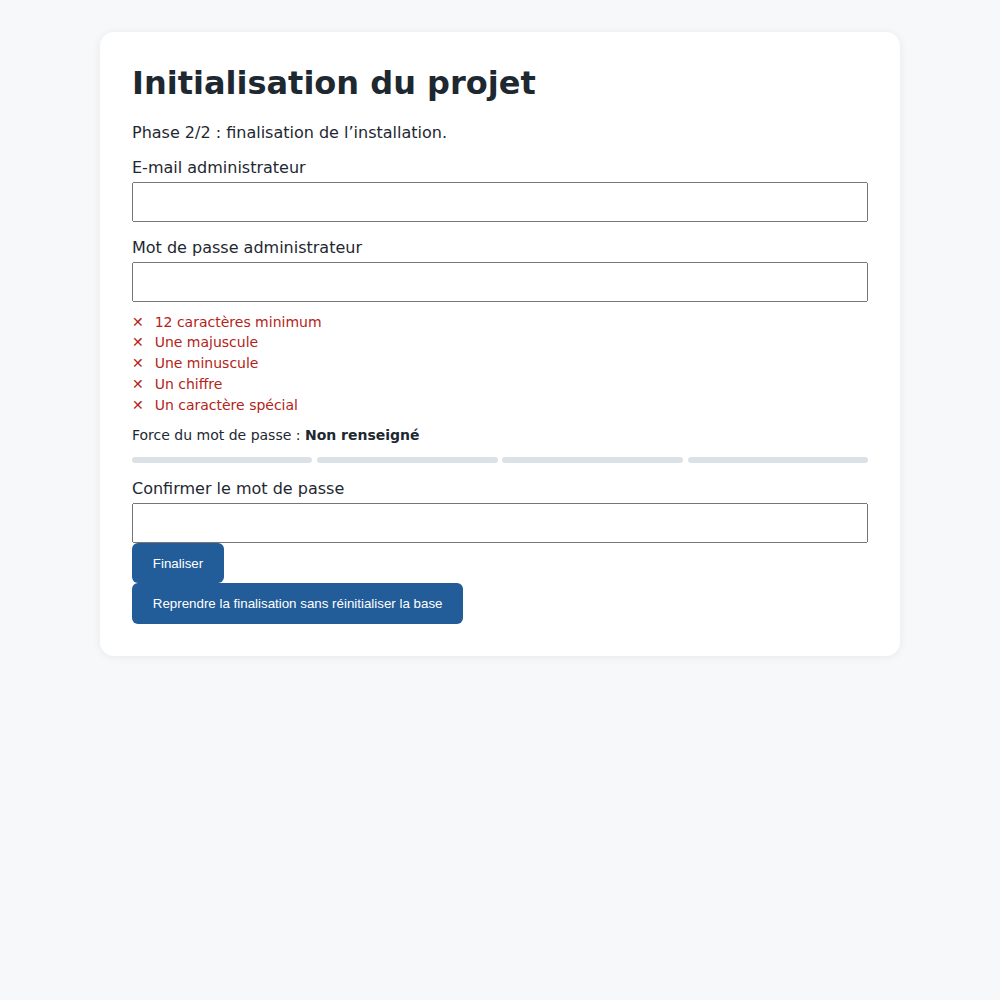 Initialisation du projet
Phase 2/2 : finalisation de l’installation.
E-mail administrateur
Mot de passe administrateur
✕ 12 caractères minimum
✕ Une majuscule
✕ Une minuscule
✕ Un chiffre
✕ Un caractère spécial
Force du mot de passe : Non renseigné
Confirmer le mot de passe
Finaliser
Reprendre la finalisation sans réinitialiser la base